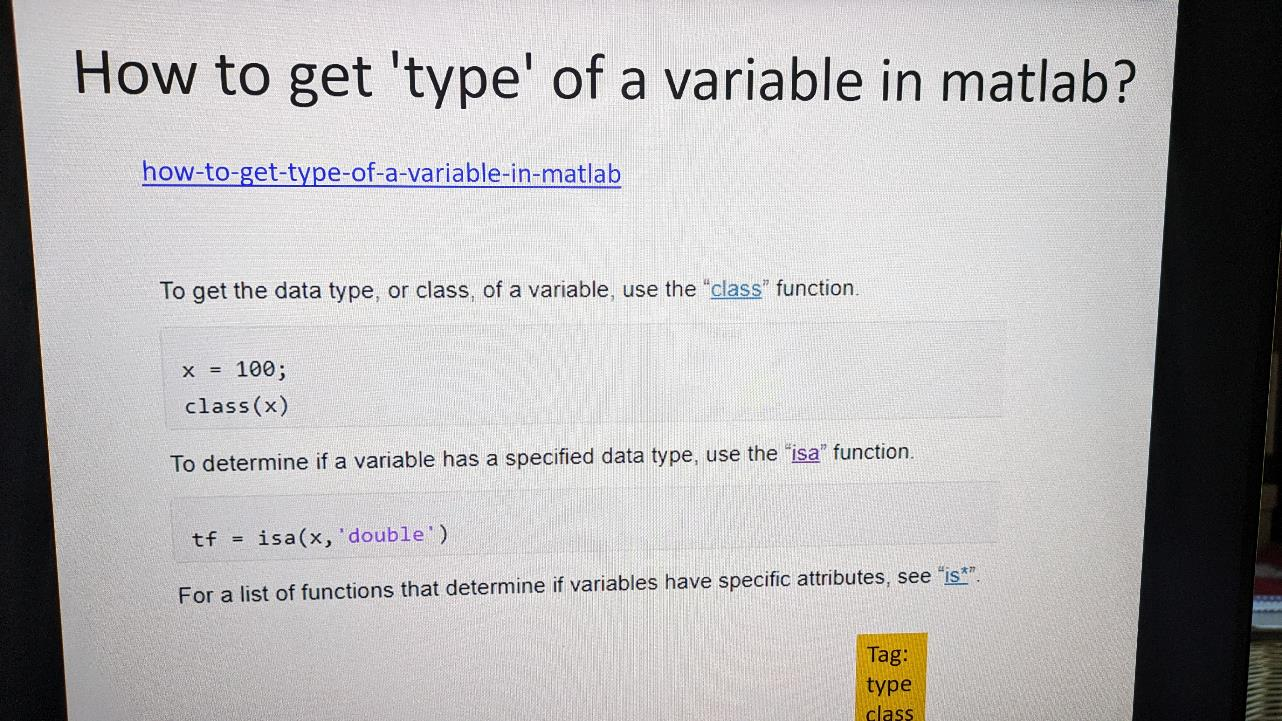 How to get 'type' of a variable in matlab?
how-to-get-type-of-a-variable-in-matlab
To get the data type, or class, of a variable, use the “class” function.
x = 100;
class(x)
To determine if a variable has a specified data type, use the “isa” function.
tf = isa(x,'double')
For a list of functions that determine if variables have specific attributes, see “is*”.
Tag:
type
class